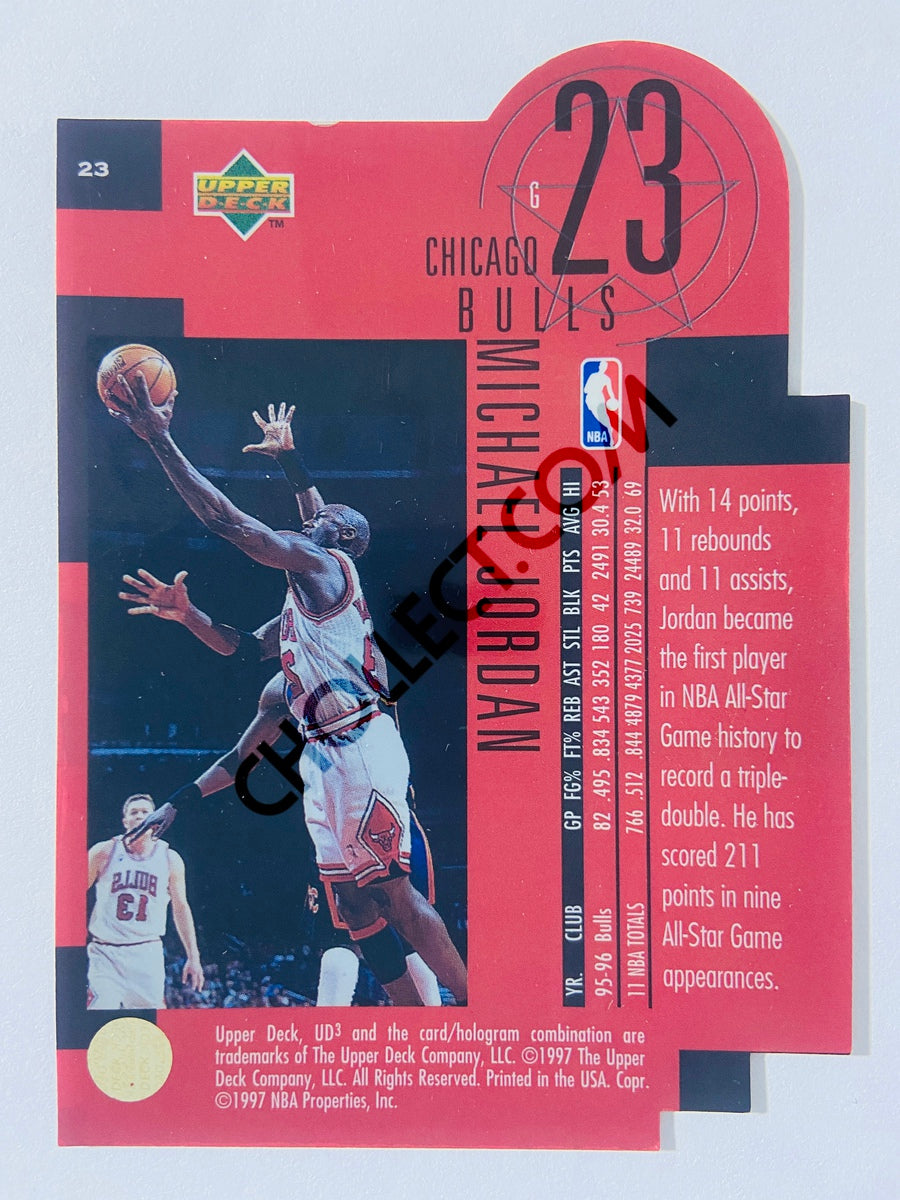 23
UPPER
D·E·C·K
TM
G
23
CHICAGO
BULLS
MICHAEL JORDAN
NBA
YR. CLUB GP FG% FT% REB AST STL BLK PTS AVG HI
95-96 Bulls 82 .495 .834 543 352 180 42 2491 30.4 53
11 NBA TOTALS 766 .512 .844 4879 4377 2025 739 24489 32.0 69
With 14 points,
11 rebounds
and 11 assists,
Jordan became
the first player
in NBA All-Star
Game history to
record a triple-
double. He has
scored 211
points in nine
All-Star Game
appearances.
BULLS
13
Upper Deck, UD3 and the card/hologram combination are
trademarks of The Upper Deck Company, LLC. ©1997 The Upper
Deck Company, LLC. All Rights Reserved. Printed in the USA. Copr.
©1997 NBA Properties, Inc.
CHOLLECT.COM